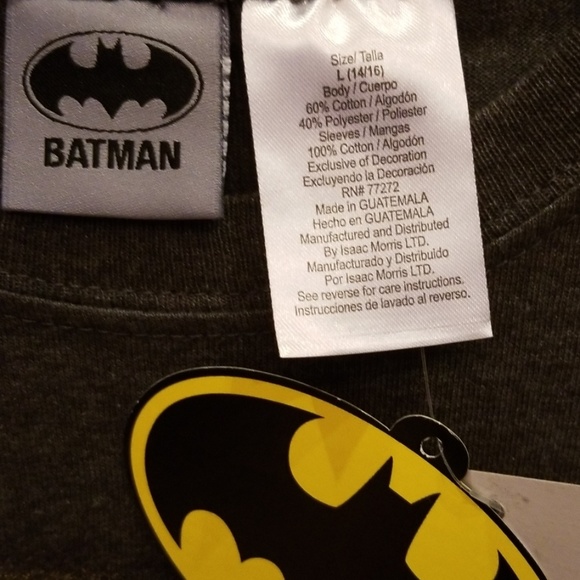 BATMAN
Size/ Talla
L (14/16)
Body / Cuerpo
60% Cotton / Algodón
40% Polyester / Poliester
Sleeves / Mangas
100% Cotton / Algodón
Exclusive of Decoration
Excluyendo la Decoración
RN# 77272
Made in GUATEMALA
Hecho en GUATEMALA
Manufactured and Distributed
By Isaac Morris LTD.
Manufacturado y Distribuido
Por Isaac Morris LTD.
See reverse for care instructions.
Instrucciones de lavado al reverso.